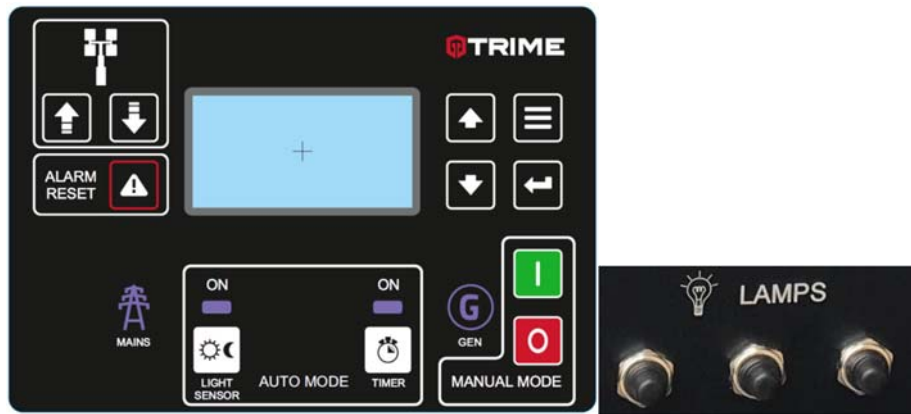 TRIME
ALARM
RESET
ON
ON
G
MAINS
GEN
LIGHT
SENSOR
AUTO MODE
TIMER
MANUAL MODE
I
O
LAMPS